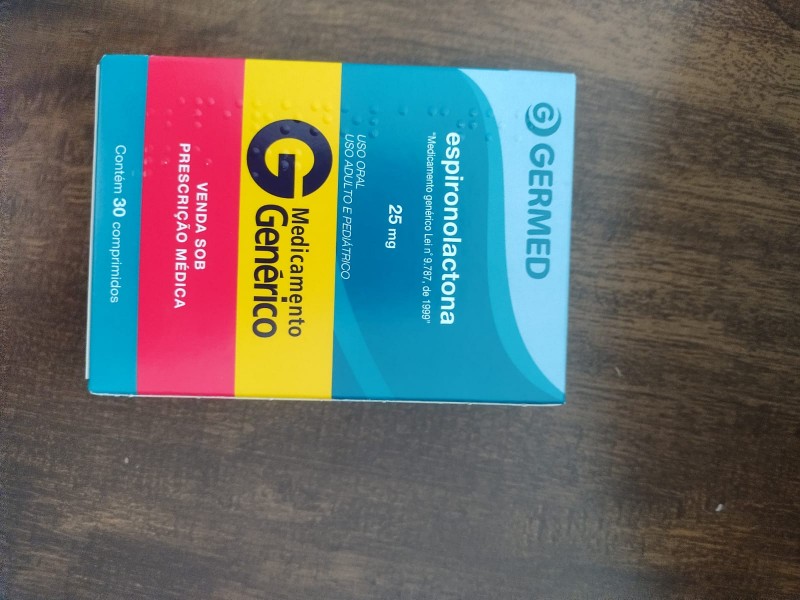 GERMED
espironolactona
"Medicamento genérico Lei nº 9.787, de 1999"
25 mg
USO ORAL
USO ADULTO E PEDIÁTRICO
G
Medicamento
Genérico
VENDA SOB
PRESCRIÇÃO MÉDICA
Contém 30 comprimidos